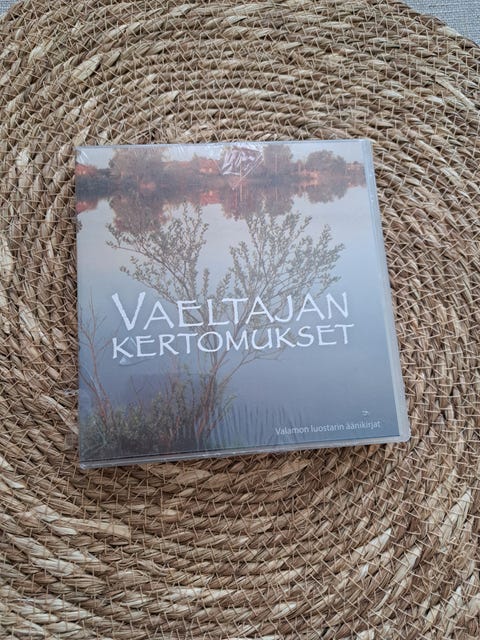 VAELTAJAN
KERTOMUKSET
Valamon luostarin äänikirjat